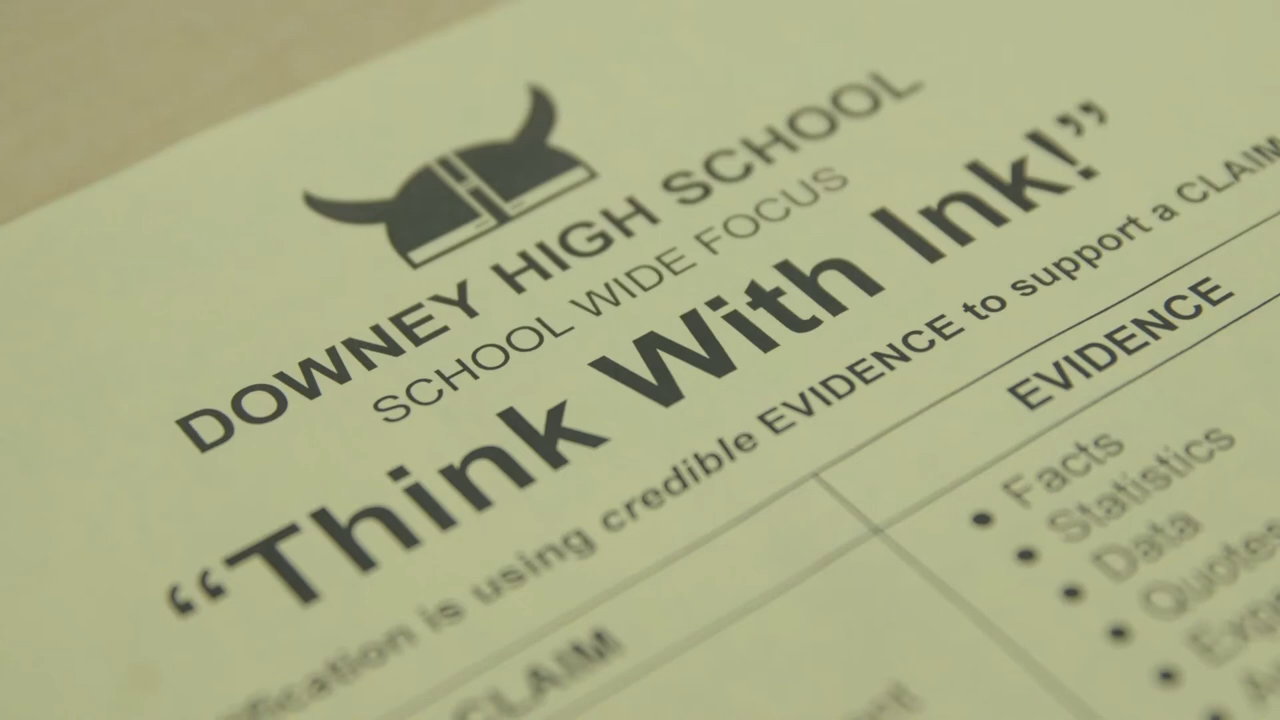 DOWNEY HIGH SCHOOL
SCHOOL WIDE FOCUS
“Think With Ink!”
is using credible EVIDENCE to support a CLAIM
CLAIM
EVIDENCE
• Facts
• Statistics
• Data
• Quotes